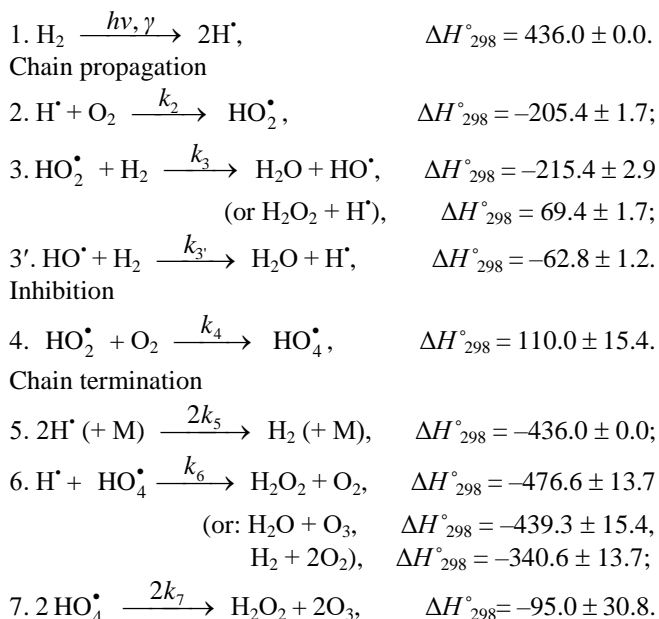 1. H₂ —hν, γ→ 2H•, ΔH°₂₉₈ = 436.0 ± 0.0.
Chain propagation
2. H• + O₂ —k₂→ HO₂•, ΔH°₂₉₈ = –205.4 ± 1.7;
3. HO₂• + H₂ —k₃→ H₂O + HO•, ΔH°₂₉₈ = –215.4 ± 2.9
(or H₂O₂ + H•), ΔH°₂₉₈ = 69.4 ± 1.7;
3′. HO• + H₂ —k₃'→ H₂O + H•, ΔH°₂₉₈ = –62.8 ± 1.2.
Inhibition
4. HO₂• + O₂ —k₄→ HO₄•, ΔH°₂₉₈ = 110.0 ± 15.4.
Chain termination
5. 2H• (+ M) —2k₅→ H₂ (+ M), ΔH°₂₉₈ = –436.0 ± 0.0;
6. H• + HO₄• —k₆→ H₂O₂ + O₂, ΔH°₂₉₈ = –476.6 ± 13.7
(or: H₂O + O₃, ΔH°₂₉₈ = –439.3 ± 15.4,
H₂ + 2O₂), ΔH°₂₉₈ = –340.6 ± 13.7;
7. 2 HO₄• —2k₇→ H₂O₂ + 2O₃, ΔH°₂₉₈= –95.0 ± 30.8.